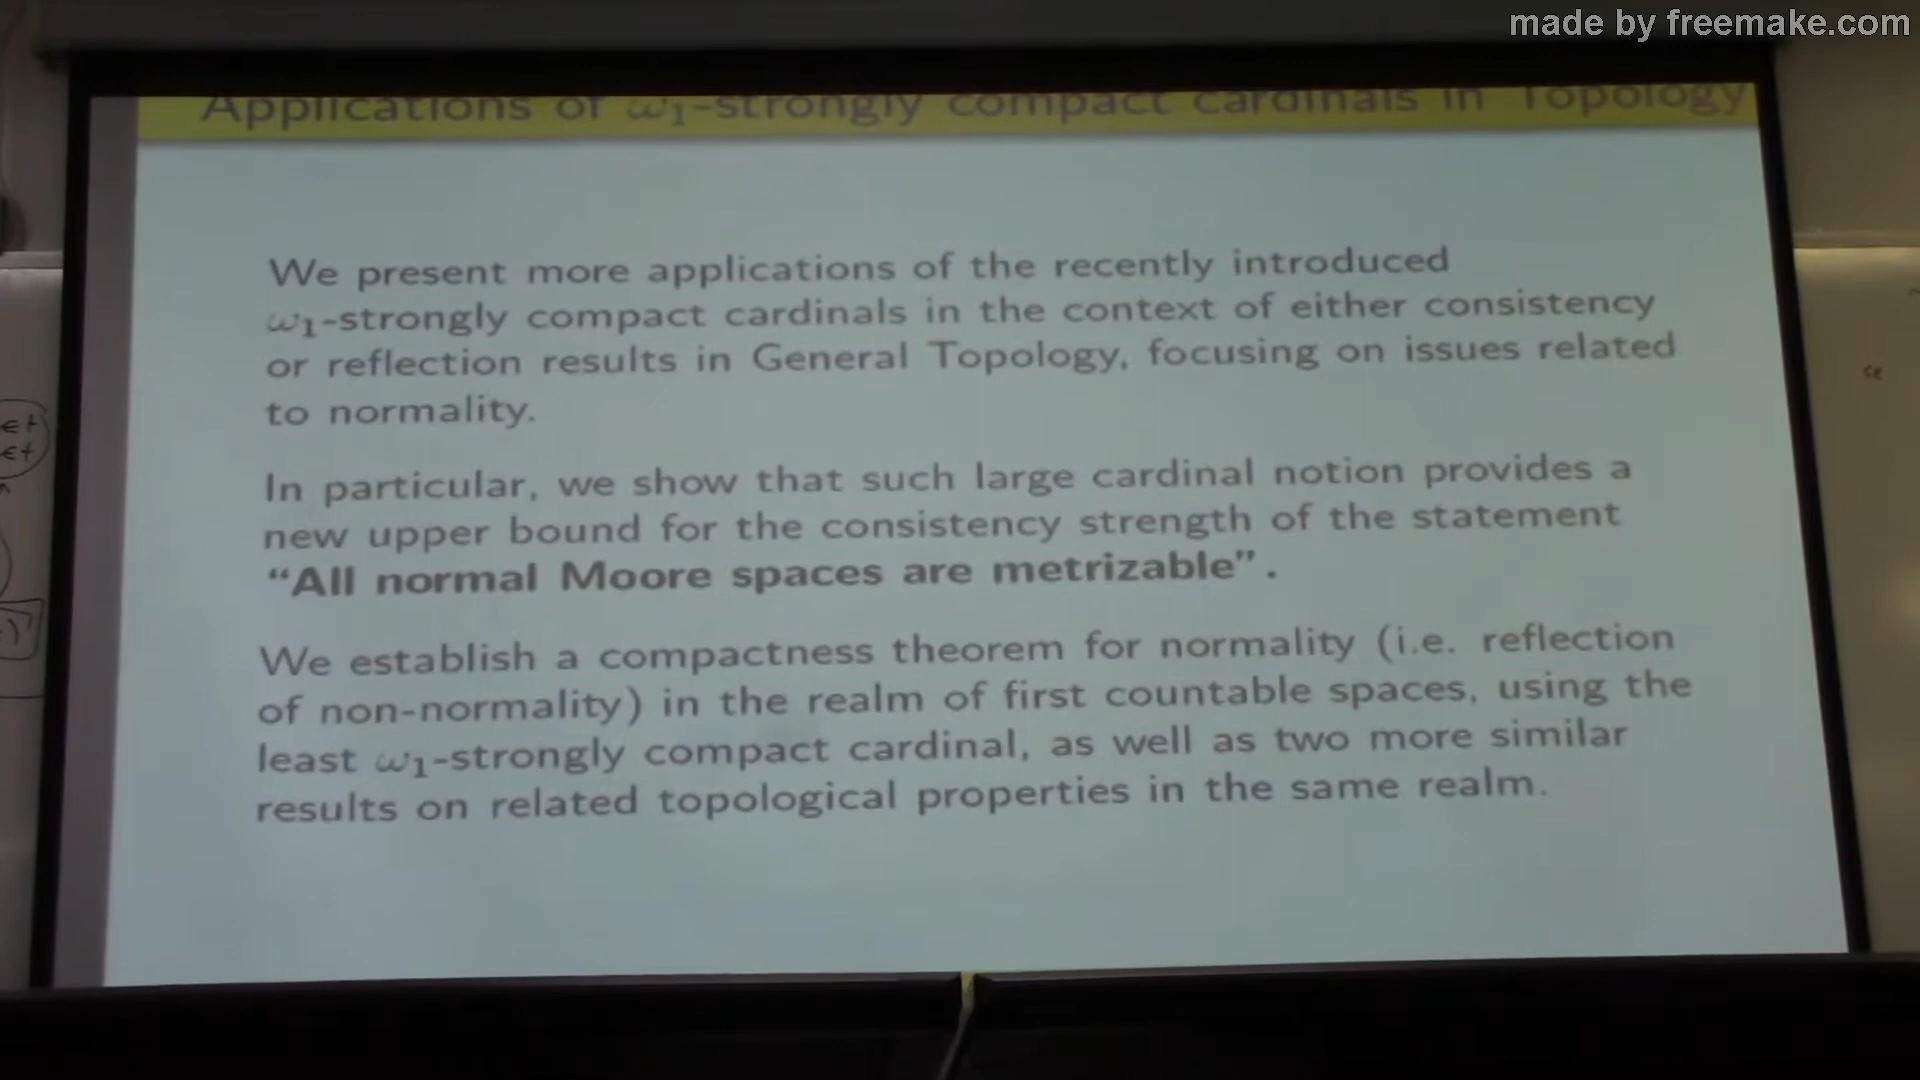 made by freemake.com
Applications of ω₁-strongly compact cardinals in Topology
We present more applications of the recently introduced
ω₁-strongly compact cardinals in the context of either consistency
or reflection results in General Topology, focusing on issues related
to normality.
In particular, we show that such large cardinal notion provides a
new upper bound for the consistency strength of the statement
“All normal Moore spaces are metrizable”.
We establish a compactness theorem for normality (i.e. reflection
of non-normality) in the realm of first countable spaces, using the
least ω₁-strongly compact cardinal, as well as two more similar
results on related topological properties in the same realm.